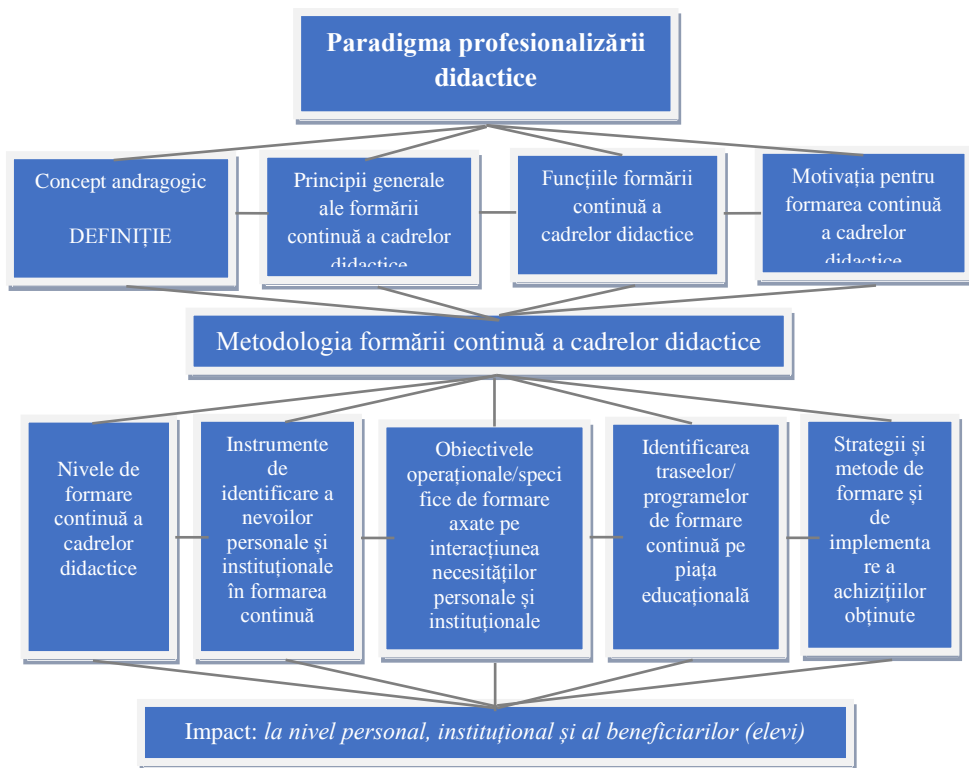 Paradigma profesionalizării
didactice
Concept andragogic
DEFINIȚIE
Principii generale
ale formării
continuă a cadrelor
didactice
Funcțiile formării
continuă a
cadrelor didactice
Motivația pentru
formarea continuă
a cadrelor
didactice
Metodologia formării continuă a cadrelor didactice
Nivele de
formare
continuă a
cadrelor
didactice
Instrumente
de
identificare a
nevoilor
personale și
instituționale
în formarea
continuă
Obiectivele
operaționale/speci
fice de formare
axate pe
interacțiunea
necesităților
personale și
instituționale
Identificarea
traseelor/
programelor
de formare
continuă pe
piața
educațională
Strategii și
metode de
formare și
de
implementa
re a
achizițiilor
obținute
Impact: la nivel personal, instituțional și al beneficiarilor (elevi)